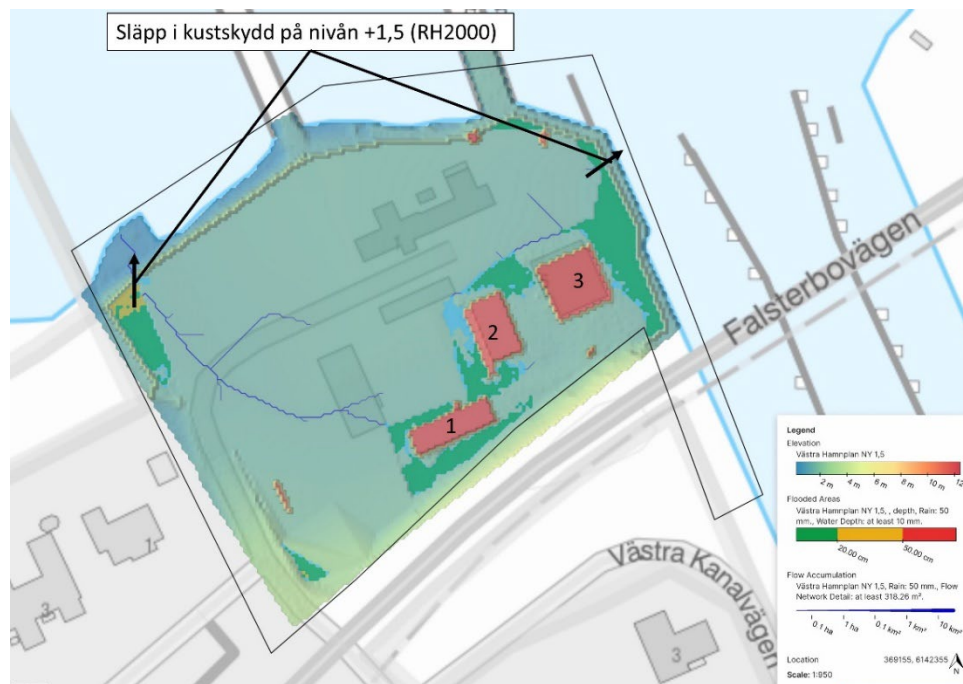 Släpp i kustskydd på nivån +1,5 (RH2000)
Falsterbovägen
3
2
1
1
3
Västra Kanalvägen
3
Legend
Elevation
Västra Hamnplan NY 1,5
2 m 4 m 6 m 8 m 10 m 12
Flooded Areas
Västra Hamnplan NY 1,5, , depth, Rain: 50
mm., Water Depth: at least 10 mm.
20.00 cm 50.00 cm
Flow Accumulation
Västra Hamnplan NY 1,5, Rain: 50 mm., Flow
Network Detail: at least 318.26 m².
0.1 ha 1 ha 0.1 km² 1 km² 10 km²
Location 369155, 6142355
Scale: 1:950 N